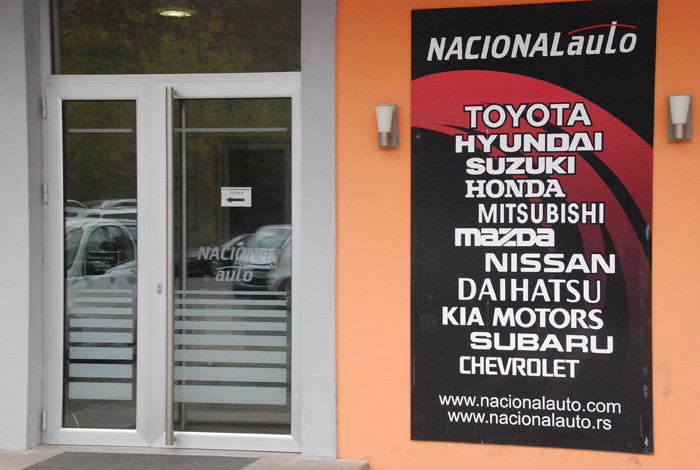 NACIONALauto
TOYOTA
HYUNDAI
SUZUKI
HONDA
MITSUBISHI
mazda
NISSAN
DAIHATSU
KIA MOTORS
SUBARU
CHEVROLET
www.nacionalauto.com
www.nacionalauto.rs
NACIONAL
auto